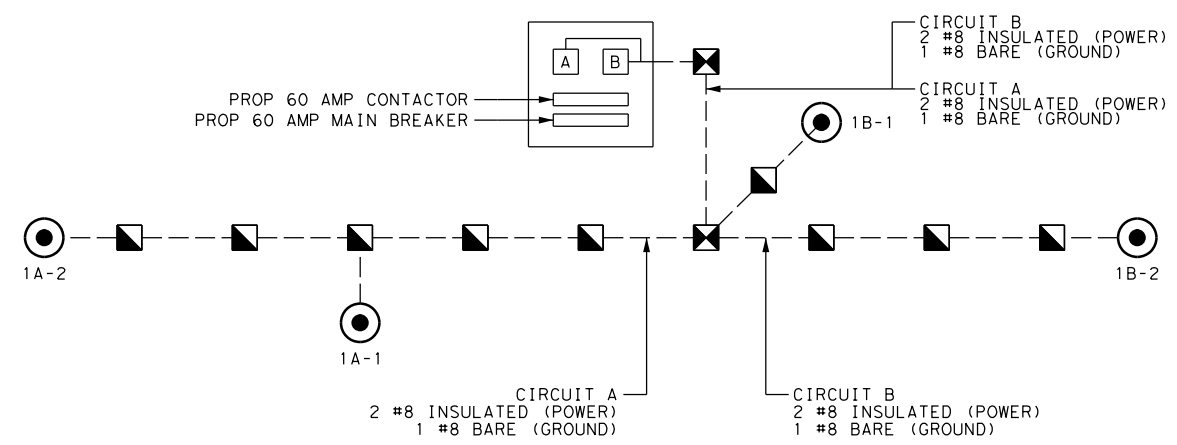 CIRCUIT B
2 #8 INSULATED (POWER)
1 #8 BARE (GROUND)
A
B
CIRCUIT A
2 #8 INSULATED (POWER)
1 #8 BARE (GROUND)
PROP 60 AMP CONTACTOR
PROP 60 AMP MAIN BREAKER
1B-1
1A-2
1B-2
1A-1
CIRCUIT A
2 #8 INSULATED (POWER)
1 #8 BARE (GROUND)
CIRCUIT B
2 #8 INSULATED (POWER)
1 #8 BARE (GROUND)